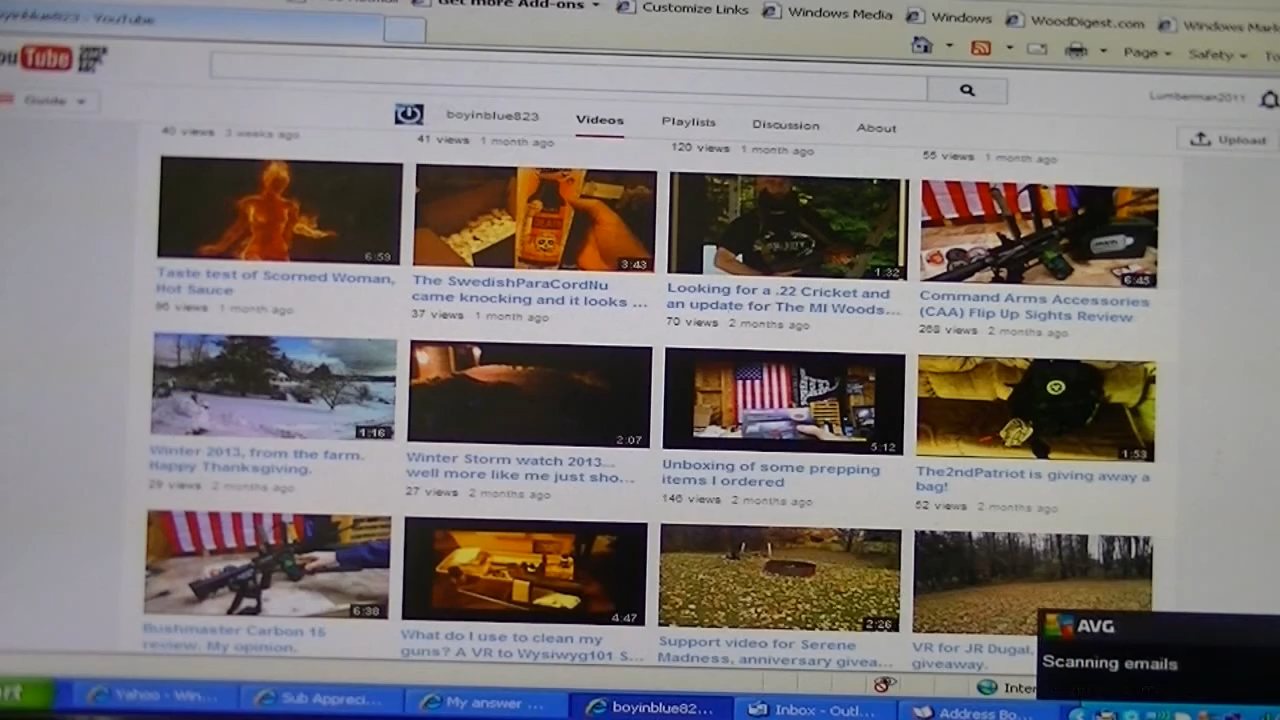 Get more Add-ons
Customize Links
Windows Media
Windows
WoodDigest.com
Windows Mark
boyinblue823 - YouTube
Page
Safety
To
You Tube
Guide
Lumberman2011
boyinblue823
Videos
Playlists
Discussion
About
Upload
40 views 3 weeks ago
41 views 1 month ago
120 views 1 month ago
55 views 1 month ago
6:59
3:43
DEATH
1:32
6:45
Taste test of Scorned Woman,
Hot Sauce
96 views 1 month ago
The SwedishParaCordNu
came knocking and it looks ...
37 views 1 month ago
Looking for a .22 Cricket and
an update for The MI Woods...
70 views 2 months ago
Command Arms Accessories
(CAA) Flip Up Sights Review
268 views 2 months ago
1:16
2:07
5:12
1:53
Winter 2013, from the farm.
Happy Thanksgiving.
29 views 2 months ago
Winter Storm watch 2013...
well more like me just sho...
27 views 2 months ago
Unboxing of some prepping
items I ordered
146 views 2 months ago
The2ndPatriot is giving away a
bag!
52 views 2 months ago
6:38
4:47
2:26
Bushmaster Carbon 15
review. My opinion.
What do I use to clean my
guns? A VR to Wysiwyg101 S...
Support video for Serene
Madness, anniversary givea...
VR for JR Dugal,
giveaway.
AVG
Scanning emails
Inter
Yahoo - Win...
Sub Appreci...
My answer ...
boyinblue82...
Inbox - Outl...
Address Bo...